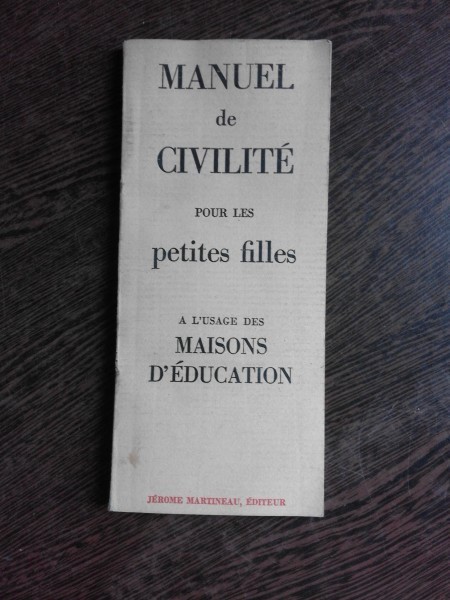 MANUEL
de
CIVILITÉ
POUR LES
petites filles
A L'USAGE DES
MAISONS
D'ÉDUCATION
JÉROME MARTINEAU, ÉDITEUR